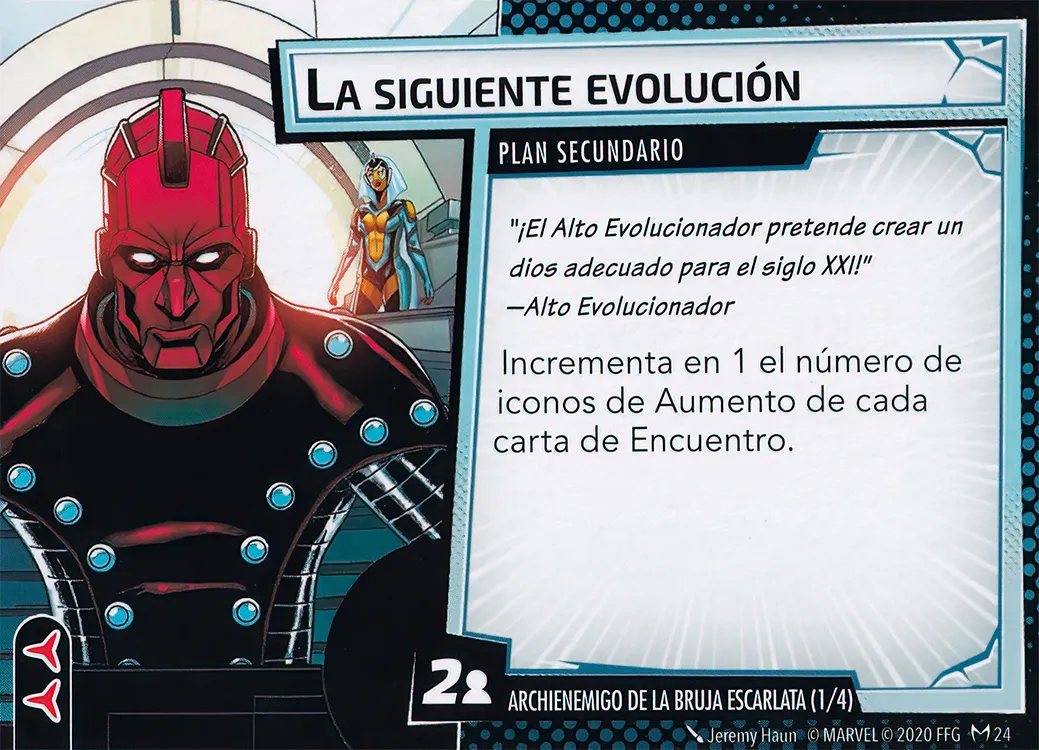 La siguiente evolución
PLAN SECUNDARIO
"¡El Alto Evolucionador pretende crear un
dios adecuado para el siglo XXI!"
—Alto Evolucionador
Incrementa en 1 el número de
iconos de Aumento de cada
carta de Encuentro.
2
ARCHIENEMIGO DE LA BRUJA ESCARLATA (1/4)
Jeremy Haun © MARVEL © 2020 FFG 24